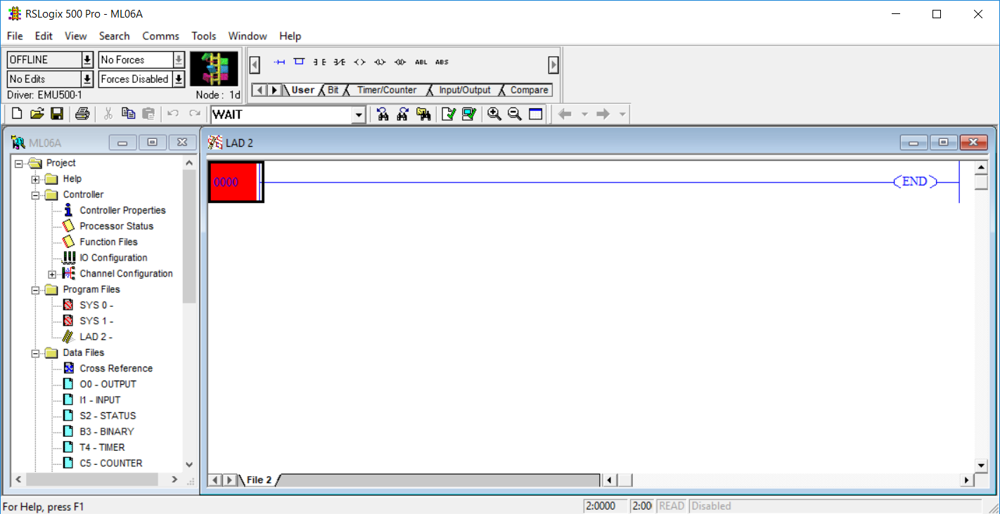 RSLogix 500 Pro - ML06A
File Edit View Search Comms Tools Window Help
OFFLINE No Forces
No Edits Forces Disabled
Driver: EMU500-1 Node : 1d
ABL ABS
User Bit Timer/Counter Input/Output Compare
WAIT
ML06A
Project
Help
Controller
Controller Properties
Processor Status
Function Files
IO Configuration
Channel Configuration
Program Files
SYS 0 -
SYS 1 -
LAD 2 -
Data Files
Cross Reference
O0 - OUTPUT
I1 - INPUT
S2 - STATUS
B3 - BINARY
T4 - TIMER
C5 - COUNTER
LAD 2
0000 END
File 2
For Help, press F1 2:0000 2:00 READ Disabled